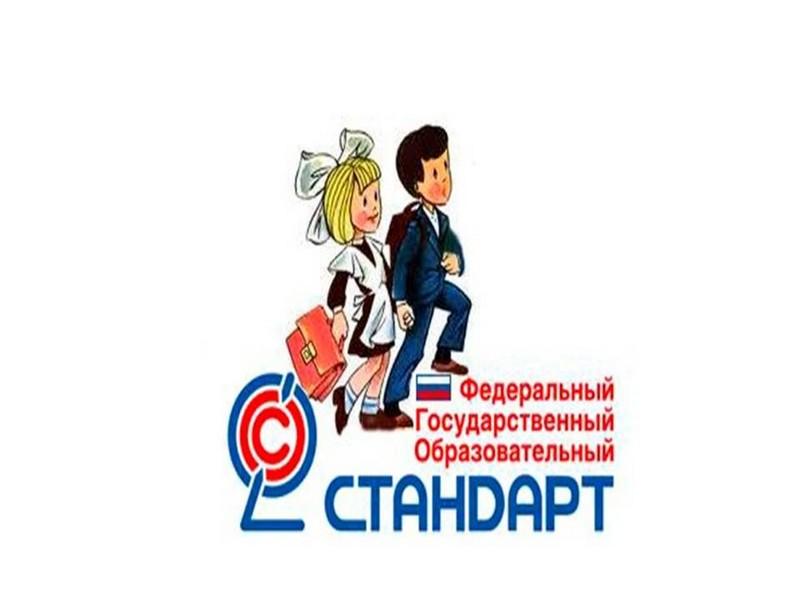 Федеральный
Государственный
Образовательный
СТАНДАРТ